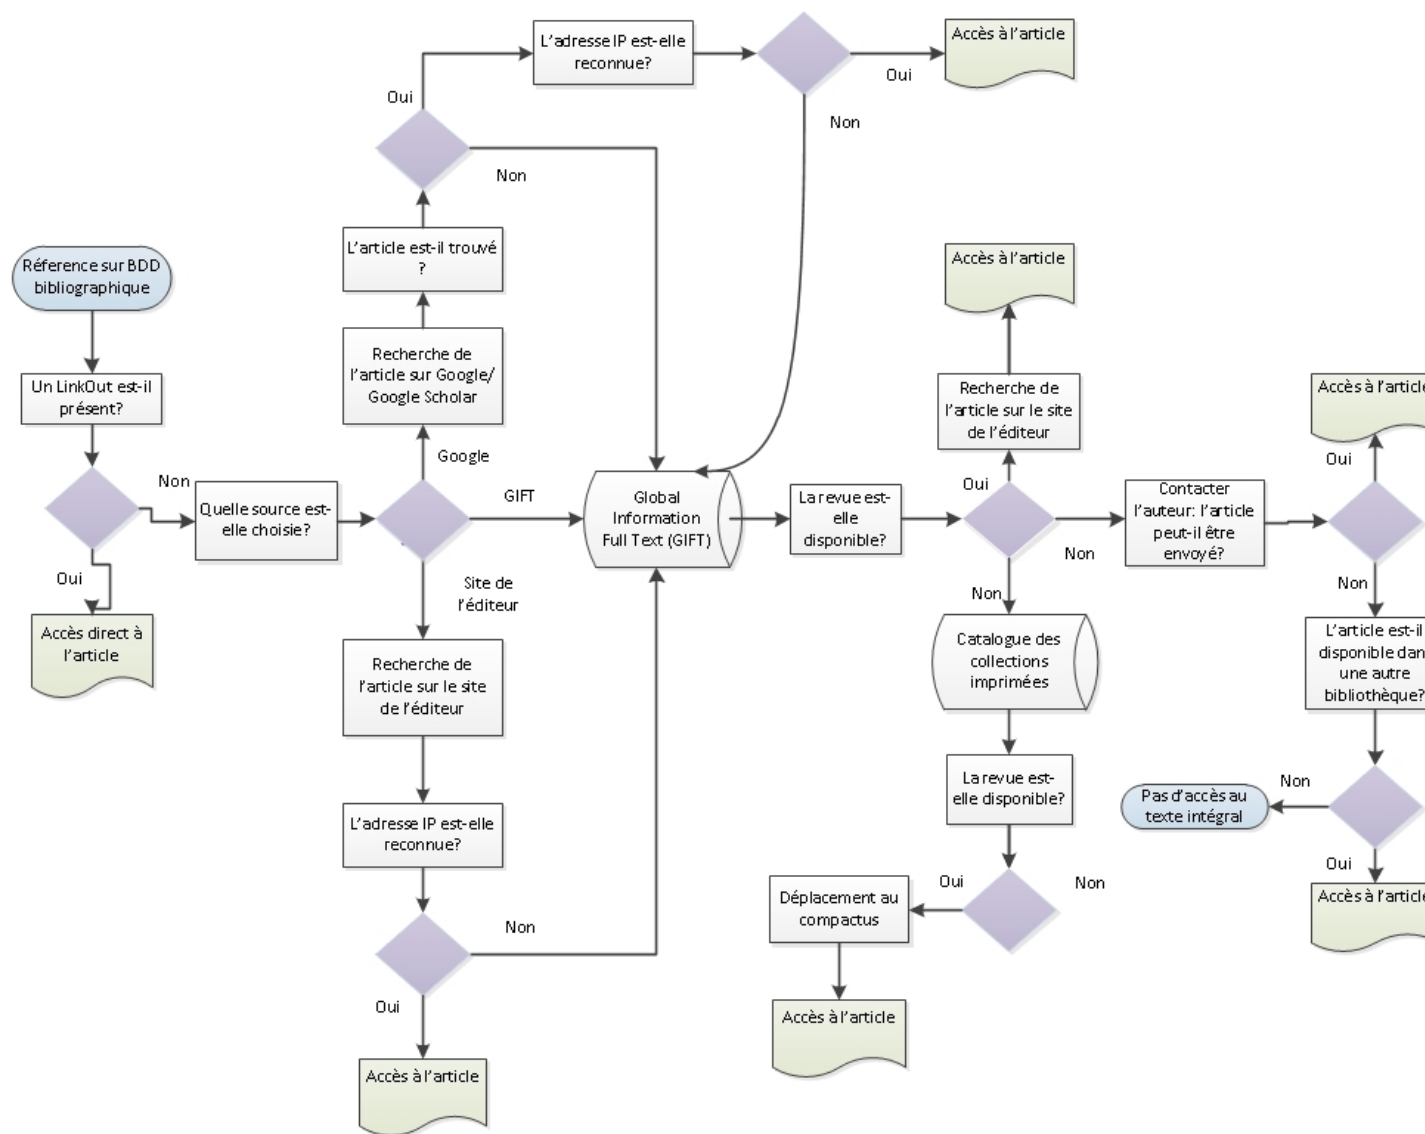 Réference sur BDD
bibliographique
Un LinkOut est-il
présent?
Non
Oui
Accès direct à
l'article
Quelle source est-
elle choisie?
Google
GIFT
Site de
l'éditeur
Recherche de
l'article sur Google/
Google Scholar
L'article est-il trouvé
?
Oui
Non
L'adresse IP est-elle
reconnue?
Oui
Non
Accès à l'article
Recherche de
l'article sur le site
de l'éditeur
L'adresse IP est-elle
reconnue?
Non
Oui
Accès à l'article
Global
Information
Full Text (GIFT)
La revue est-
elle
disponible?
Oui
Non
Non
Recherche de
l'article sur le site
de l'éditeur
Accès à l'article
Catalogue des
collections
imprimées
La revue est-
elle disponible?
Oui
Non
Déplacement au
compactus
Accès à l'article
Contacter
l'auteur: l'article
peut-il être
envoyé?
Oui
Non
Accès à l'article
L'article est-il
disponible dan
une autre
bibliothèque?
Non
Oui
Pas d'accès au
texte intégral
Accès à l'article